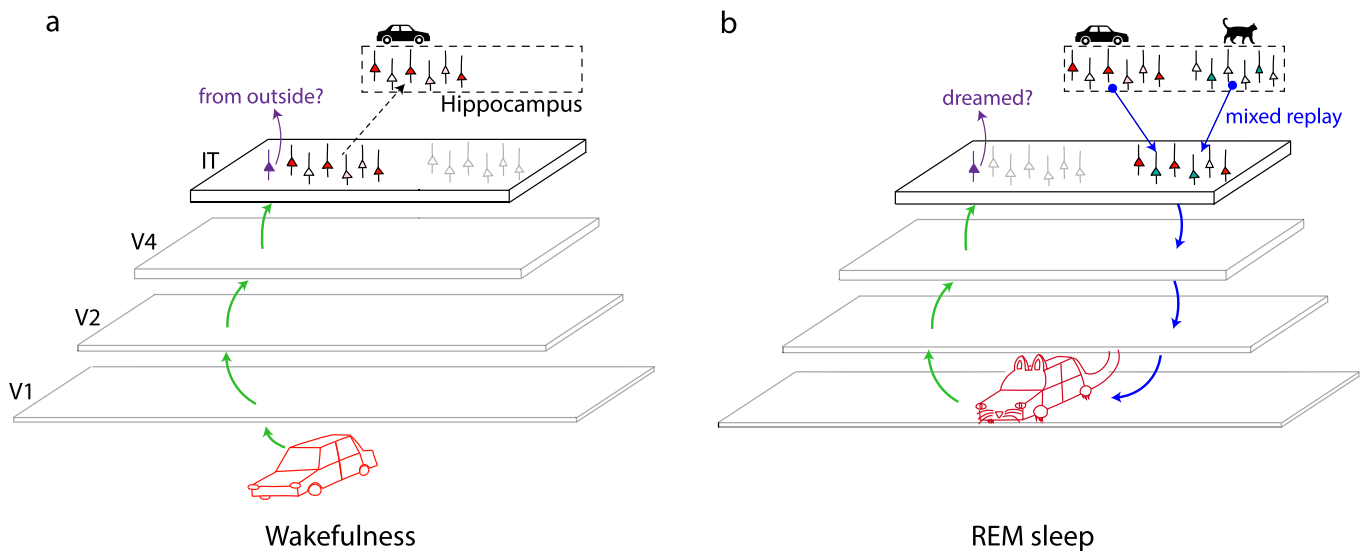 a
from outside?
Hippocampus
IT
V4
V2
V1
Wakefulness
b
dreamed?
mixed replay
REM sleep